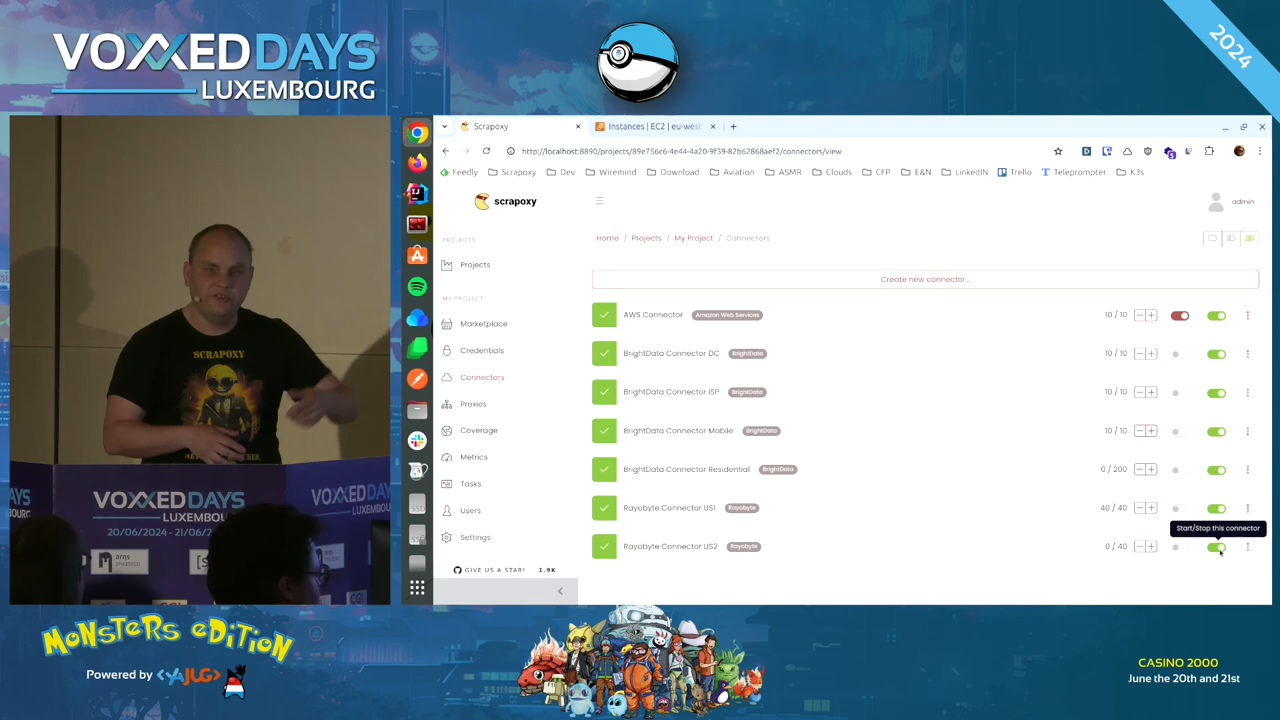 VOXXEDDAYS
LUXEMBOURG
2024
SCRAPOXY
VOXXEDDAYS
LUXEMBOU
20/06/2024 - 21/06/
VOXXED
LUXEM
Scrapoxy
Instances | EC2 | eu-west
http://localhost:8890/projects/89e756c6-4e44-4a20-9f39-82b62868aef2/connectors/view
Feedly
Scrapoxy
Dev
Wiremind
Download
Aviation
ASMR
Clouds
CFP
E&N
LinkedIN
Trello
Teleprompter
K3s
scrapoxy
admin
PROJECTS
Projects
MY PROJECT
Marketplace
Credentials
Connectors
Proxies
Coverage
Metrics
Tasks
Users
Settings
GIVE US A STAR! 1.9K
Home / Projects / My Project / Connectors
Create new connector...
AWS Connector Amazon Web Services 10 / 10
BrightData Connector DC BrightData 10 / 10
BrightData Connector ISP BrightData 10 / 10
BrightData Connector Mobile BrightData 10 / 10
BrightData Connector Residential BrightData 0 / 200
Rayobyte Connector US1 Rayobyte 40 / 40
Start/Stop this connector
Rayobyte Connector US2 Rayobyte 0 / 40
MONSTERS EDITION
Powered by <YAJUG>
CASINO 2000
June the 20th and 21st